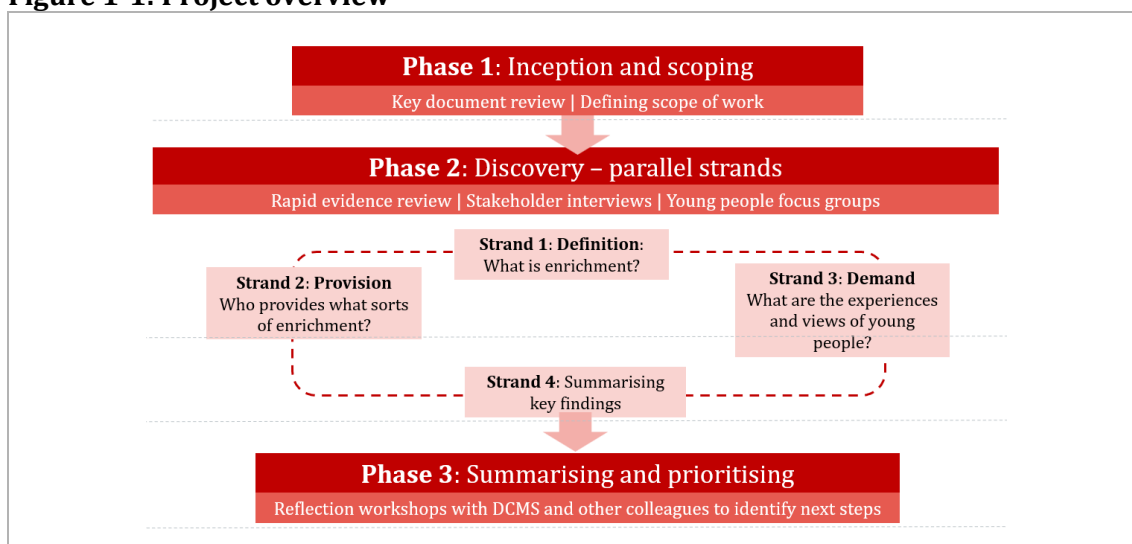 Figure 1-1: Project overview
Phase 1: Inception and scoping
Key document review | Defining scope of work
Phase 2: Discovery – parallel strands
Rapid evidence review | Stakeholder interviews | Young people focus groups
Strand 1: Definition:
What is enrichment?
Strand 2: Provision
Who provides what sorts
of enrichment?
Strand 3: Demand
What are the experiences
and views of young
people?
Strand 4: Summarising
key findings
Phase 3: Summarising and prioritising
Reflection workshops with DCMS and other colleagues to identify next steps